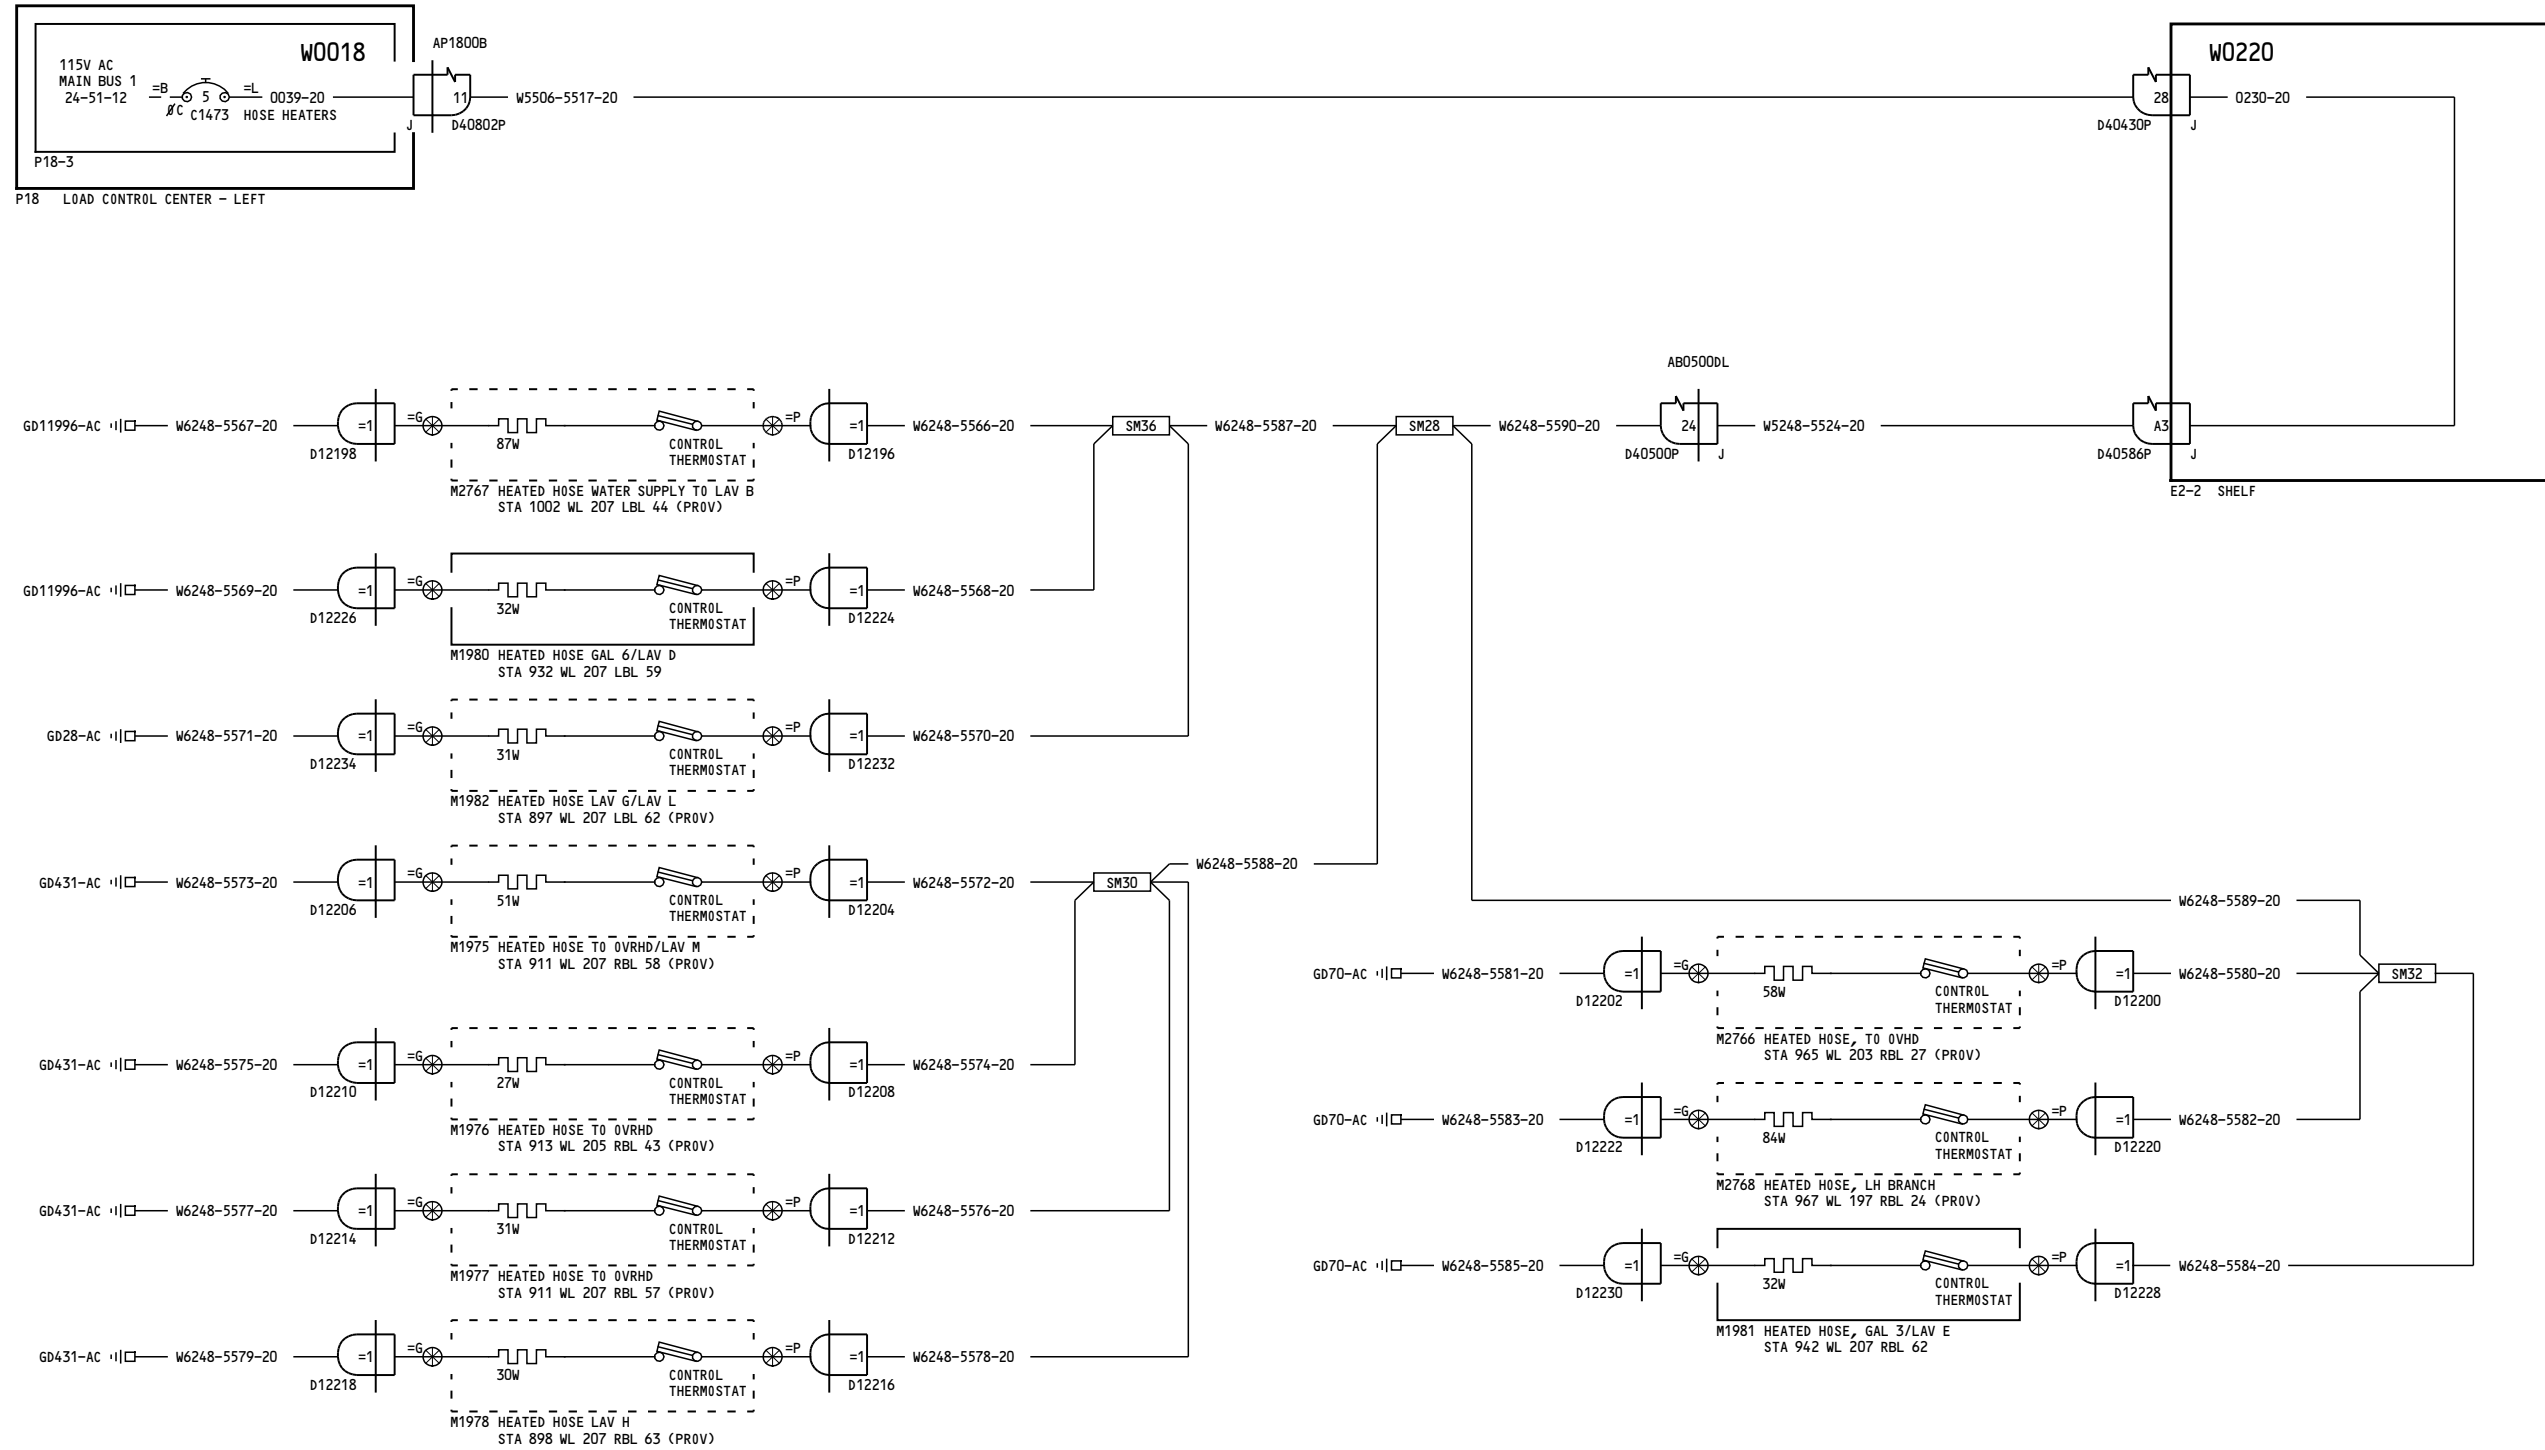 W0018
AP1800B
W0220
115V AC
MAIN BUS 1
24-51-12
=B
5
=L
0039-20
11
W5506-5517-20
28
0230-20
ØC
C1473
HOSE HEATERS
J
D40802P
D40430P
J
P18-3
P18 LOAD CONTROL CENTER - LEFT
AB0500DL
GD11996-AC
W6248-5567-20
=1
=G
=P
=1
W6248-5566-20
SM36
W6248-5587-20
SM28
W6248-5590-20
24
W5248-5524-20
A3
D12198
87W
CONTROL
THERMOSTAT
D12196
D40500P
J
D40586P
J
M2767 HEATED HOSE WATER SUPPLY TO LAV B
STA 1002 WL 207 LBL 44 (PROV)
E2-2 SHELF
GD11996-AC
W6248-5569-20
=1
=G
=P
=1
W6248-5568-20
D12226
32W
CONTROL
THERMOSTAT
D12224
M1980 HEATED HOSE GAL 6/LAV D
STA 932 WL 207 LBL 59
GD28-AC
W6248-5571-20
=1
=G
=P
=1
W6248-5570-20
D12234
31W
CONTROL
THERMOSTAT
D12232
M1982 HEATED HOSE LAV G/LAV L
STA 897 WL 207 LBL 62 (PROV)
W6248-5588-20
GD431-AC
W6248-5573-20
=1
=G
=P
=1
W6248-5572-20
SM30
D12206
51W
CONTROL
THERMOSTAT
D12204
M1975 HEATED HOSE TO OVRHD/LAV M
STA 911 WL 207 RBL 58 (PROV)
W6248-5589-20
GD70-AC
W6248-5581-20
=1
=G
=P
=1
W6248-5580-20
SM32
D12202
58W
CONTROL
THERMOSTAT
D12200
M2766 HEATED HOSE, TO OVHD
STA 965 WL 203 RBL 27 (PROV)
GD431-AC
W6248-5575-20
=1
=G
=P
=1
W6248-5574-20
D12210
27W
CONTROL
THERMOSTAT
D12208
M1976 HEATED HOSE TO OVRHD
STA 913 WL 205 RBL 43 (PROV)
GD70-AC
W6248-5583-20
=1
=G
=P
=1
W6248-5582-20
D12222
84W
CONTROL
THERMOSTAT
D12220
M2768 HEATED HOSE, LH BRANCH
STA 967 WL 197 RBL 24 (PROV)
GD431-AC
W6248-5577-20
=1
=G
=P
=1
W6248-5576-20
D12214
31W
CONTROL
THERMOSTAT
D12212
M1977 HEATED HOSE TO OVRHD
STA 911 WL 207 RBL 57 (PROV)
GD70-AC
W6248-5585-20
=1
=G
=P
=1
W6248-5584-20
D12230
32W
CONTROL
THERMOSTAT
D12228
M1981 HEATED HOSE, GAL 3/LAV E
STA 942 WL 207 RBL 62
GD431-AC
W6248-5579-20
=1
=G
=P
=1
W6248-5578-20
D12218
30W
CONTROL
THERMOSTAT
D12216
M1978 HEATED HOSE LAV H
STA 898 WL 207 RBL 63 (PROV)